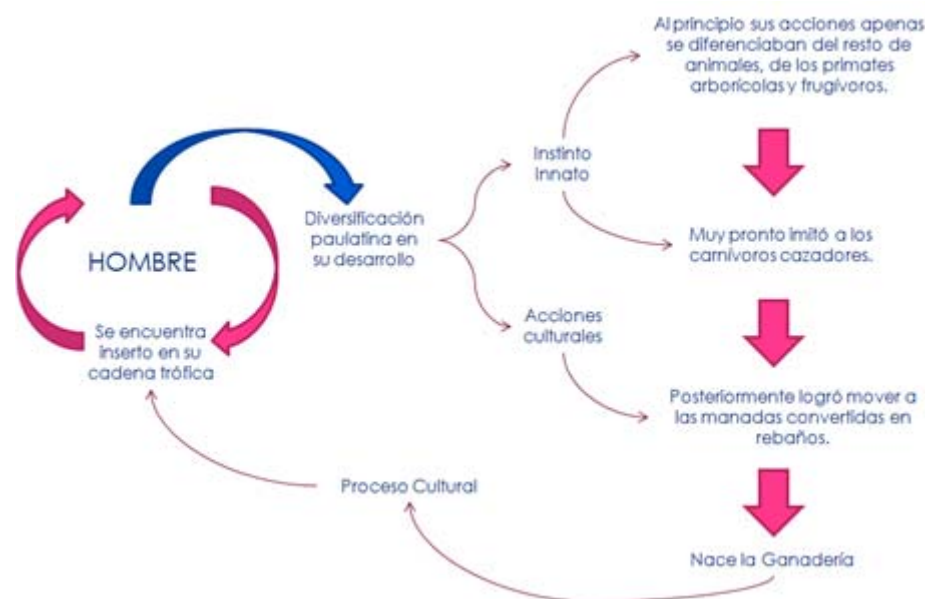 HOMBRE
Se encuentra
inserto en su
cadena trófica
Diversificación
paulatina en
su desarrollo
Instinto
Innato
Acciones
culturales
Al principio sus acciones apenas
se diferenciaban del resto de
animales, de los primates
arborícolas y frugívoros.
Muy pronto imitó a los
carnívoros cazadores.
Posteriormente logró mover a
las manadas convertidas en
rebaños.
Nace la Ganadería
Proceso Cultural